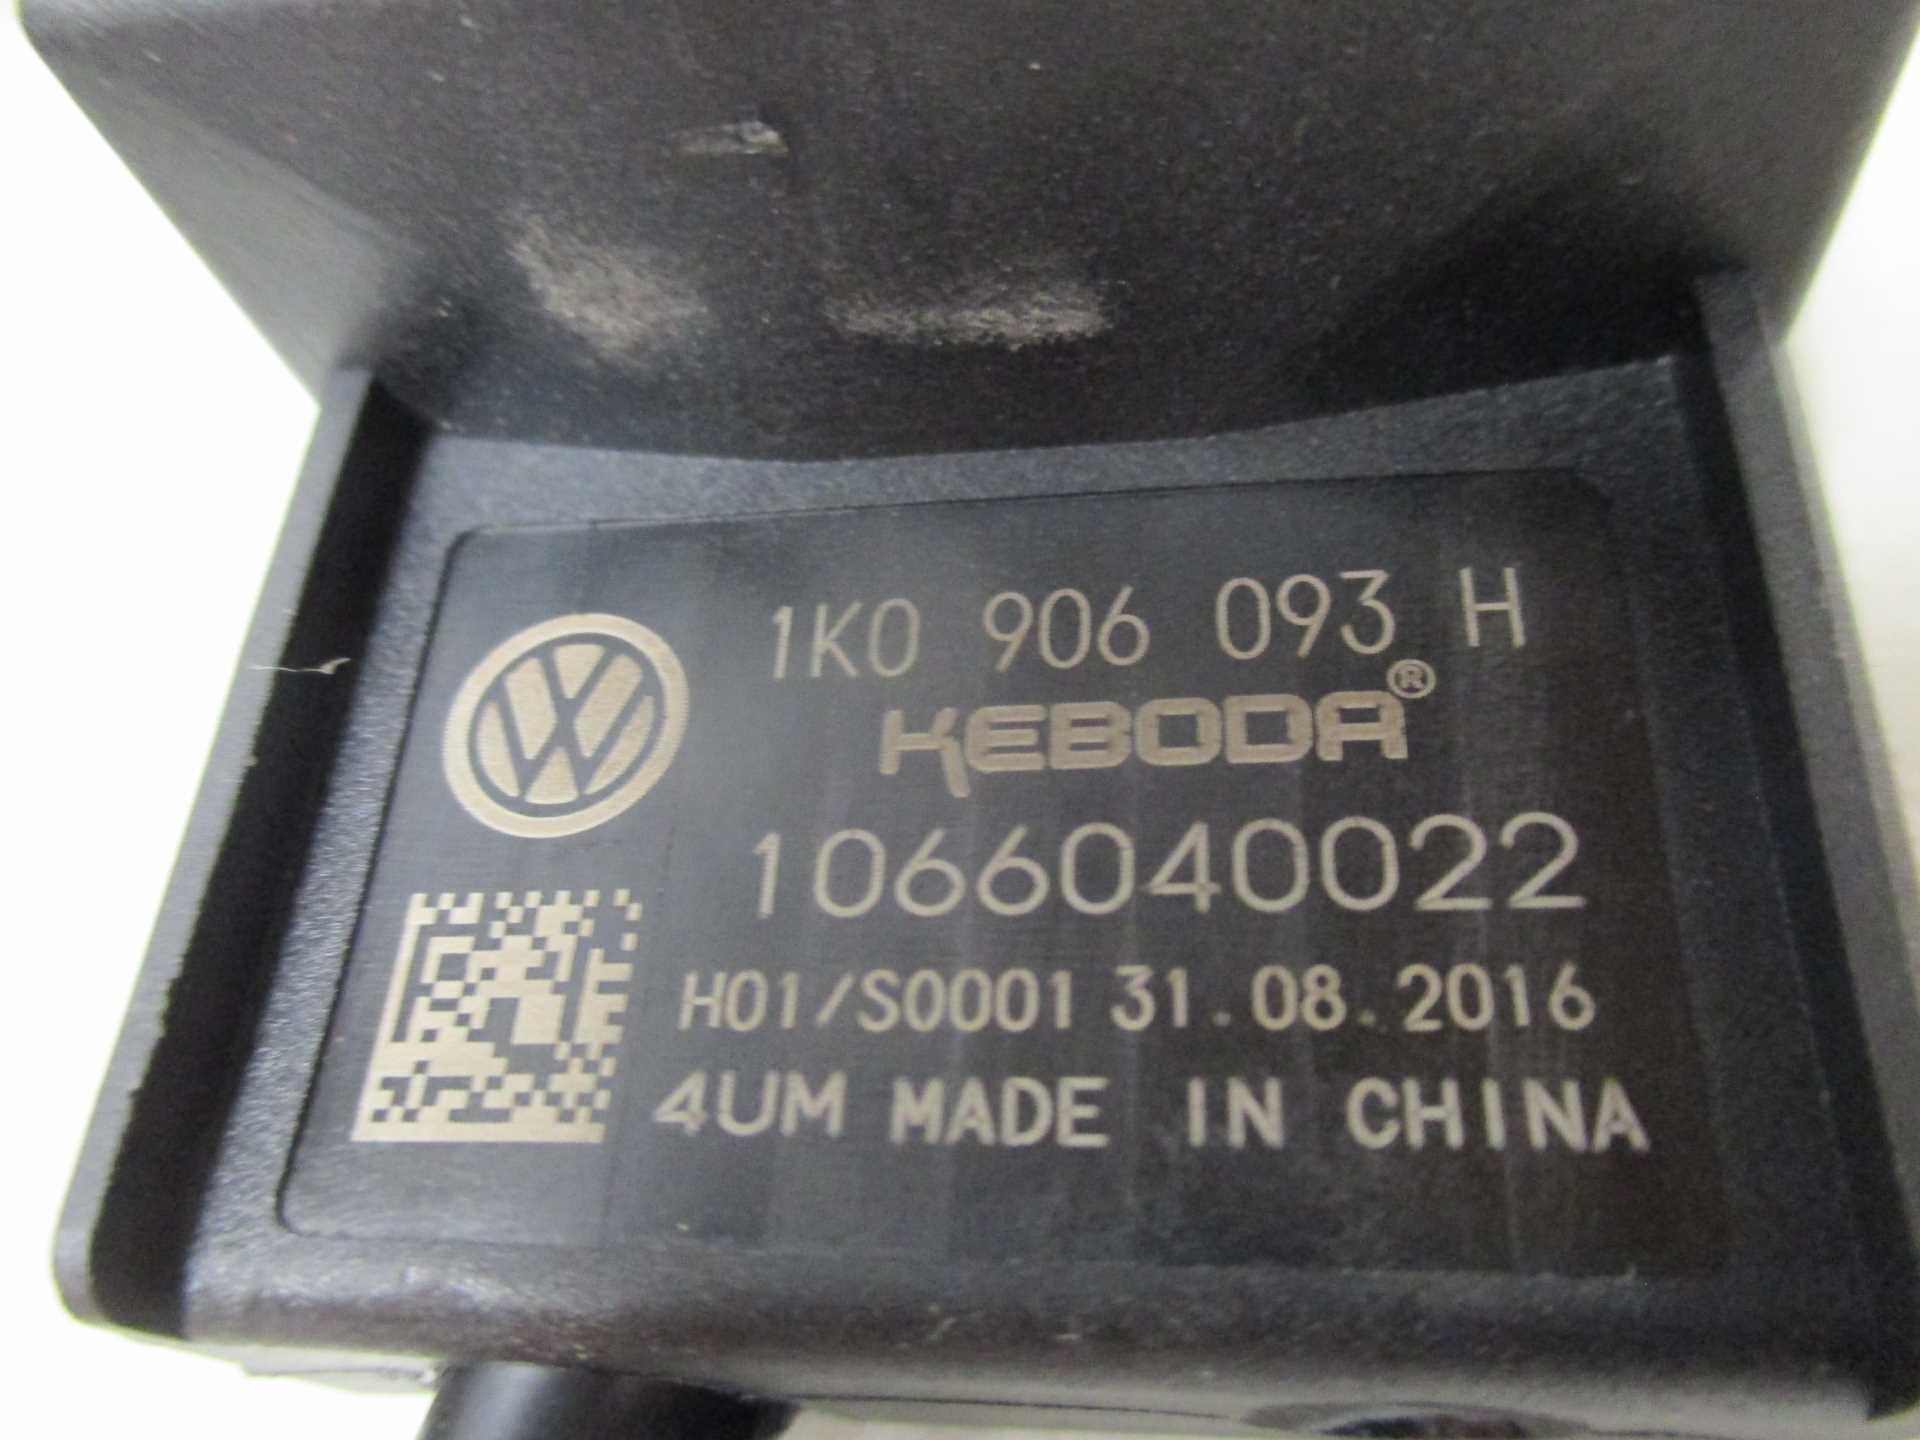 1K0 906 093 H
KEBODA®
1066040022
H01/S0001 31.08.2016
4UM MADE IN CHINA